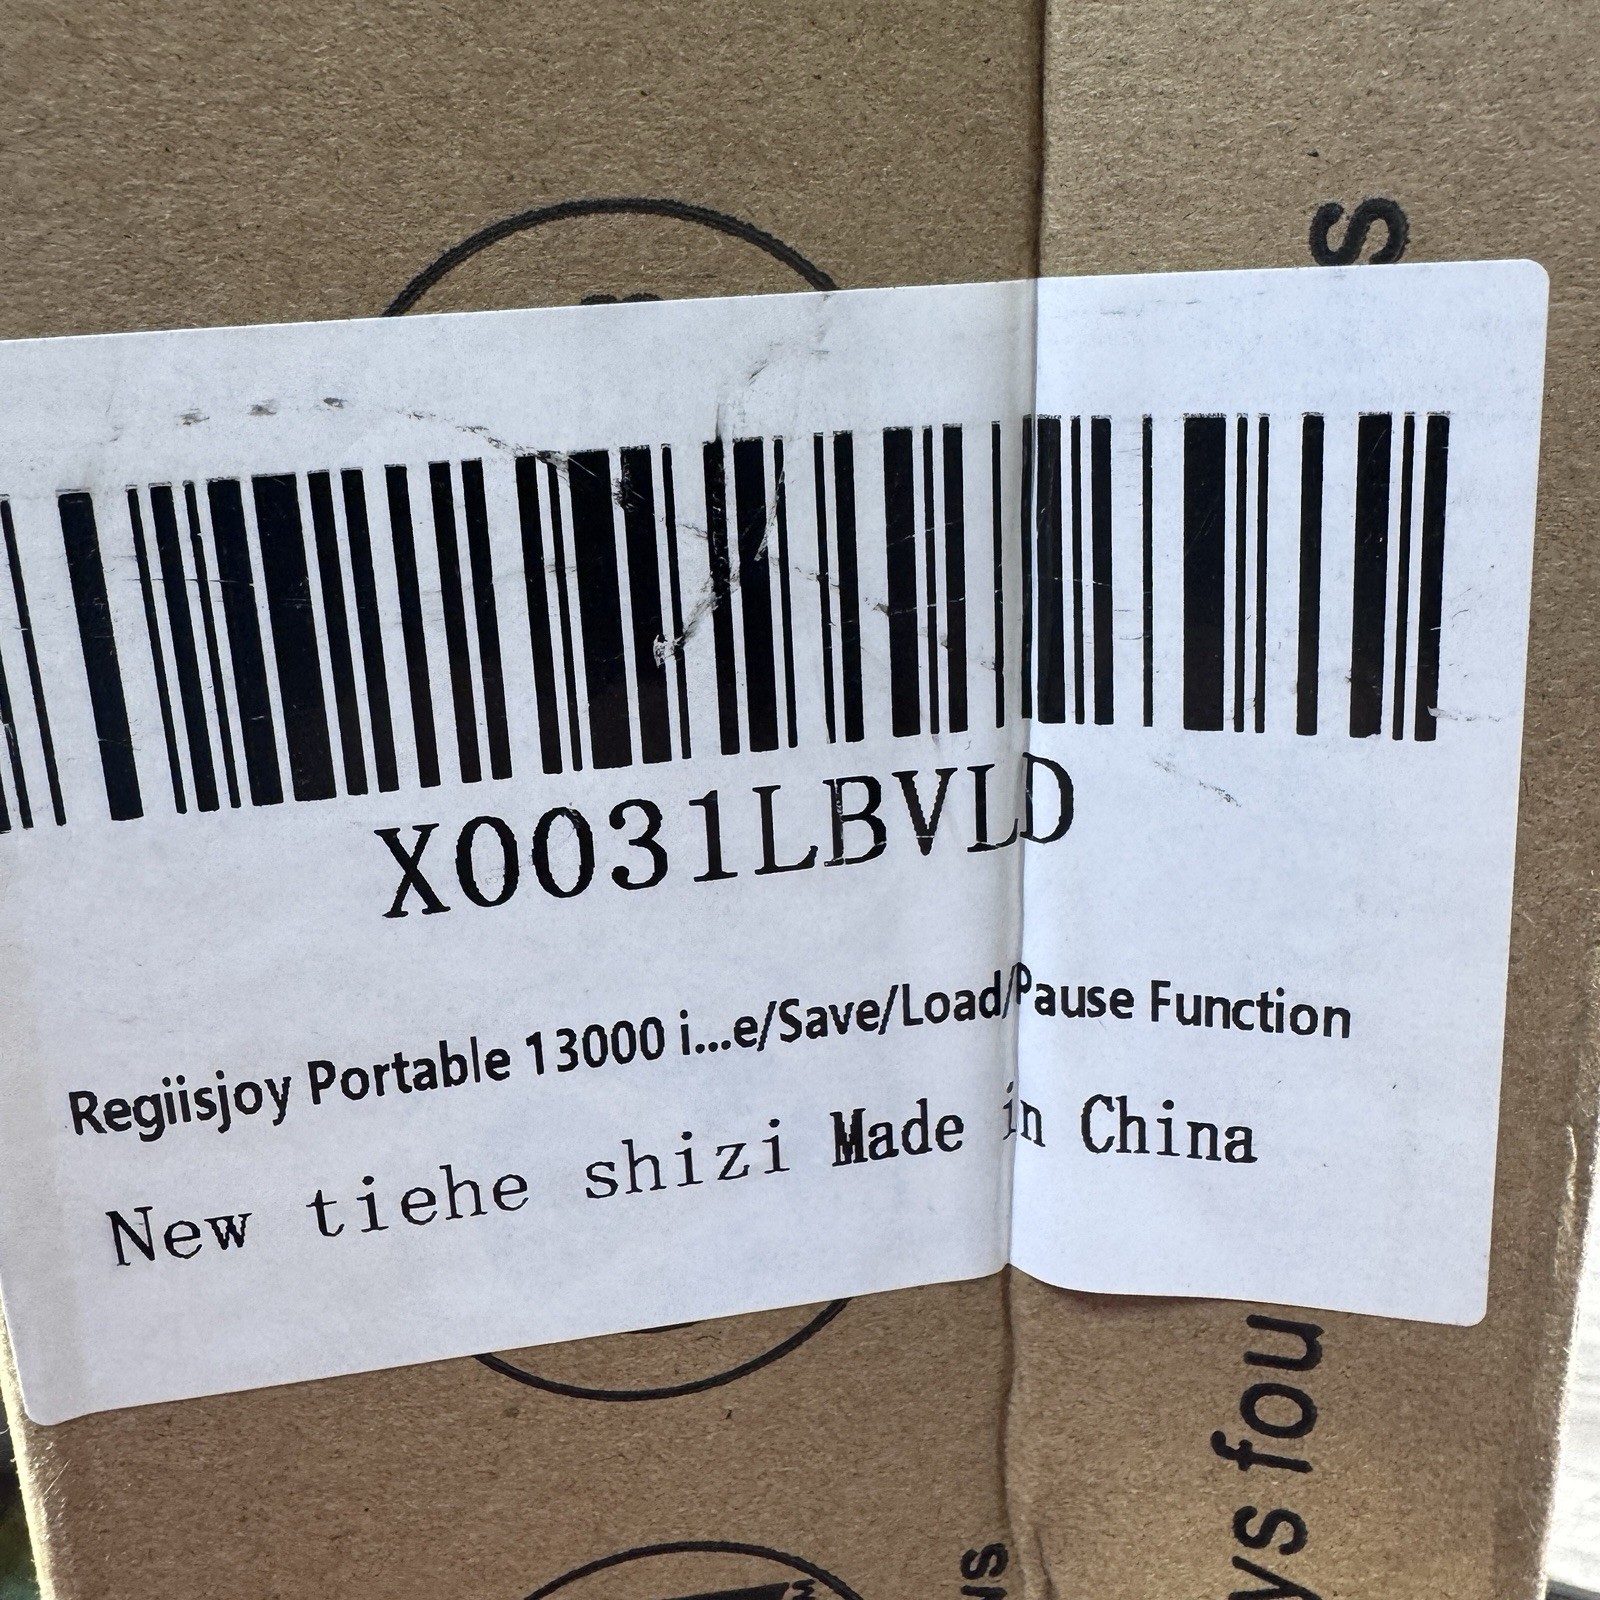 X0031LBVLD
Regiisjoy Portable 13000 i...e/Save/Load/Pause Function
New tiehe shizi Made in China